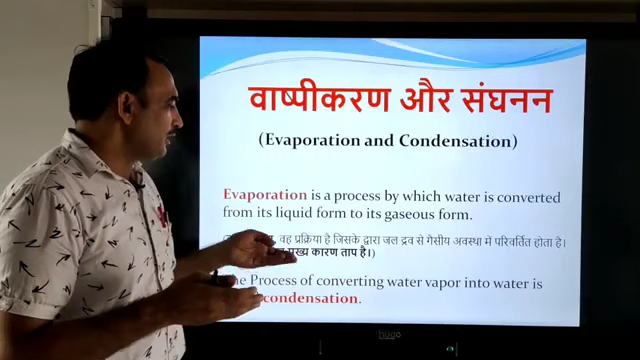 वाष्पीकरण और संघनन
(Evaporation and Condensation)
Evaporation is a process by which water is converted
from its liquid form to its gaseous form.
वह प्रक्रिया है जिसके द्वारा जल द्रव से गैसीय अवस्था में परिवर्तित होता है।
मुख्य कारण ताप है।)
Process of converting water vapor into water is
condensation.